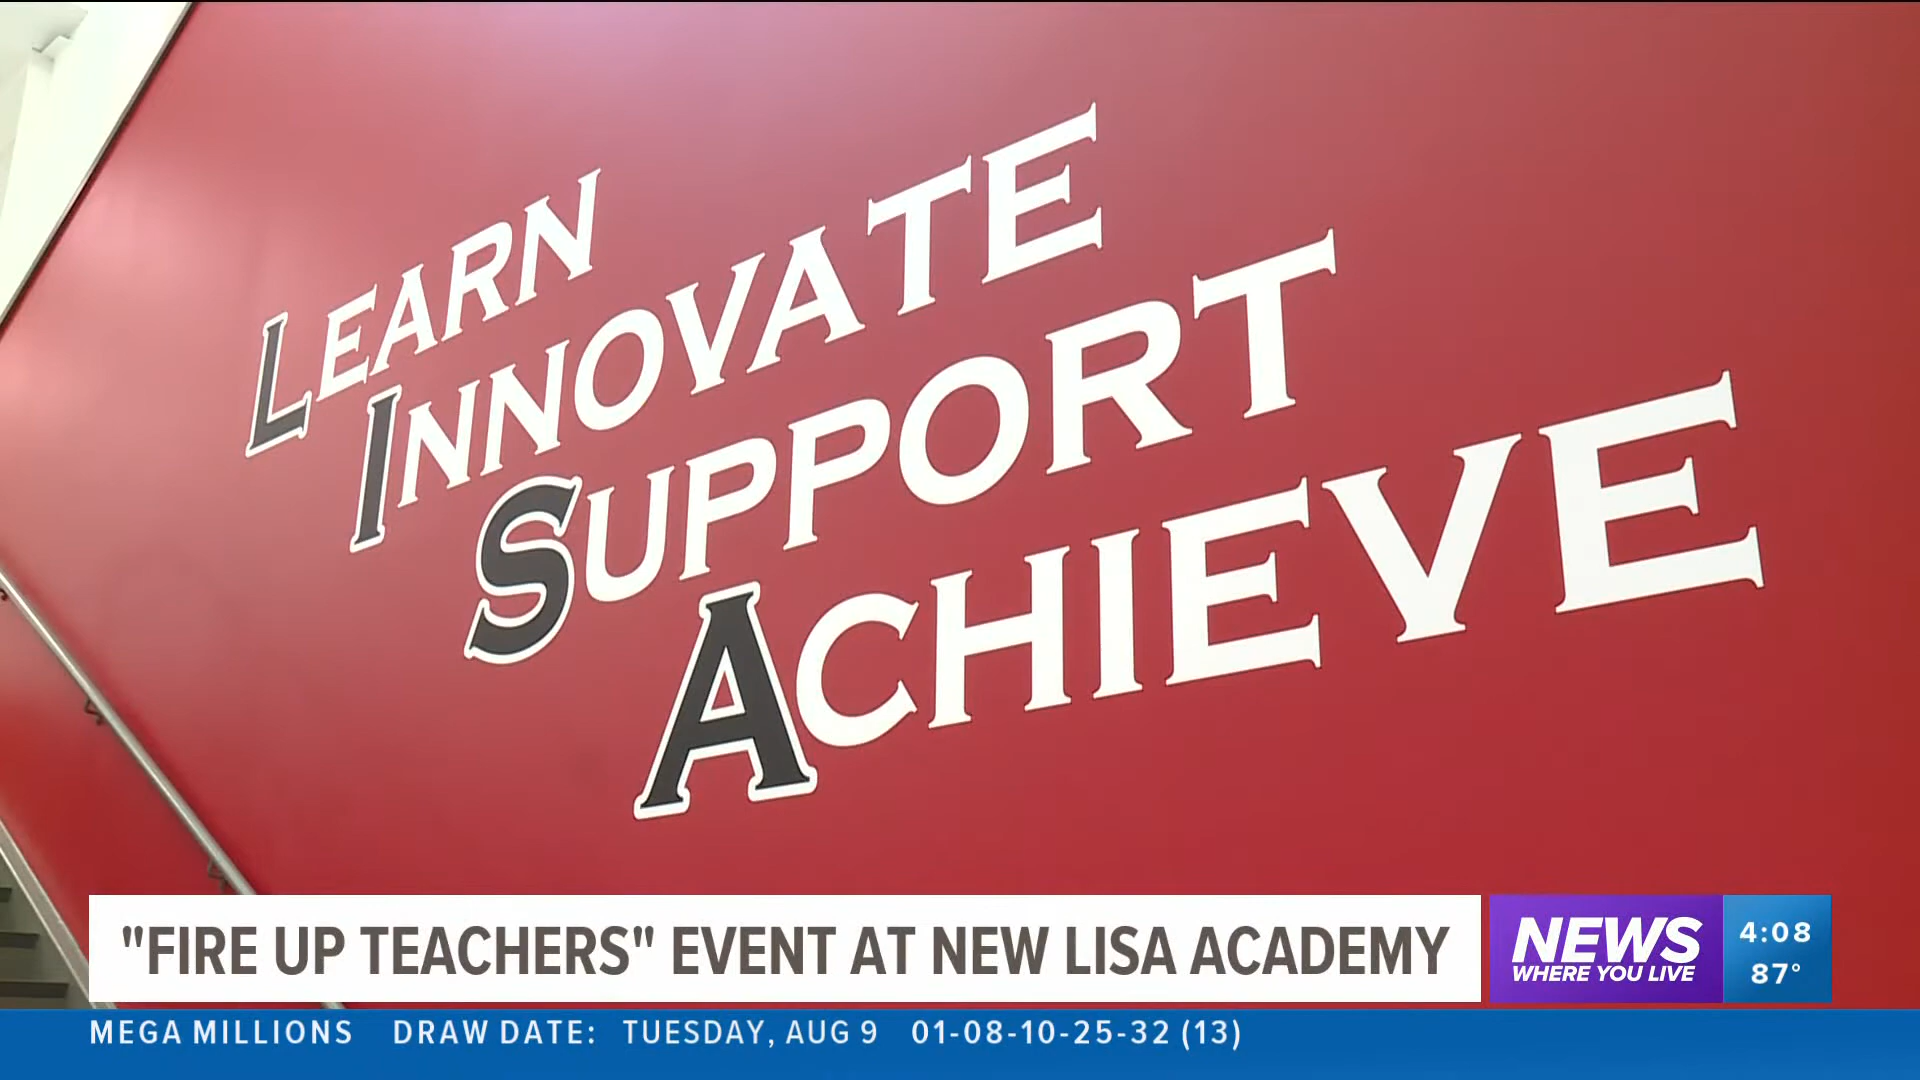 LEARN
INNOVATE
SUPPORT
ACHIEVE
"FIRE UP TEACHERS" EVENT AT NEW LISA ACADEMY
NEWS
WHERE YOU LIVE
4:08
87°
MEGA MILLIONS DRAW DATE: TUESDAY, AUG 9 01-08-10-25-32 (13)